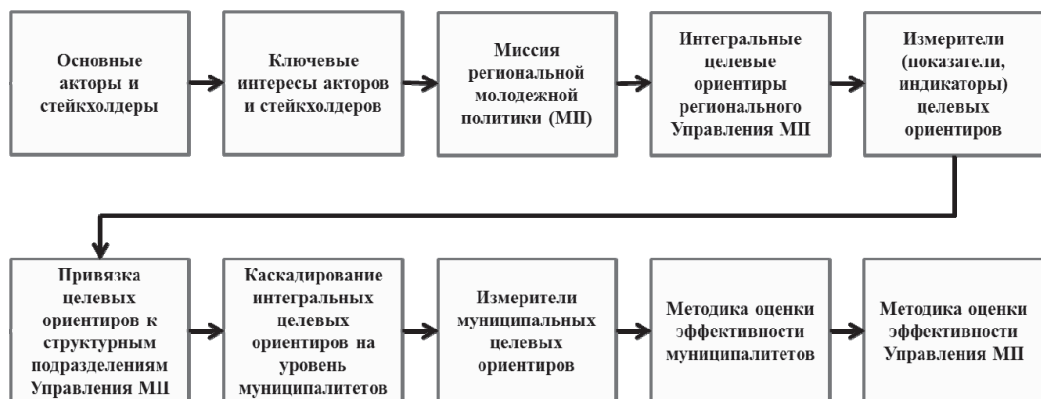 Основные
акторы и
стейкхолдеры
Ключевые
интересы акторов
и стейкхолдеров
Миссия
региональной
молодежной
политики (МП)
Интегральные
целевые
ориентиры
регионального
Управления МП
Измерители
(показатели,
индикаторы)
целевых
ориентиров
Привязка
целевых
ориентиров к
структурным
подразделениям
Управления МП
Каскадирование
интегральных
целевых
ориентиров на
уровень
муниципалитетов
Измерители
муниципальных
целевых
ориентиров
Методика оценки
эффективности
муниципалитетов
Методика оценки
эффективности
Управления МП